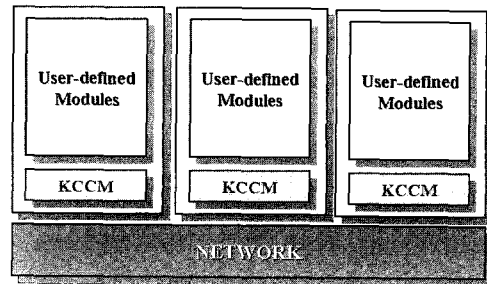 User-defined
Modules
User-defined
Modules
User-defined
Modules
KCCM
KCCM
KCCM
NETWORK